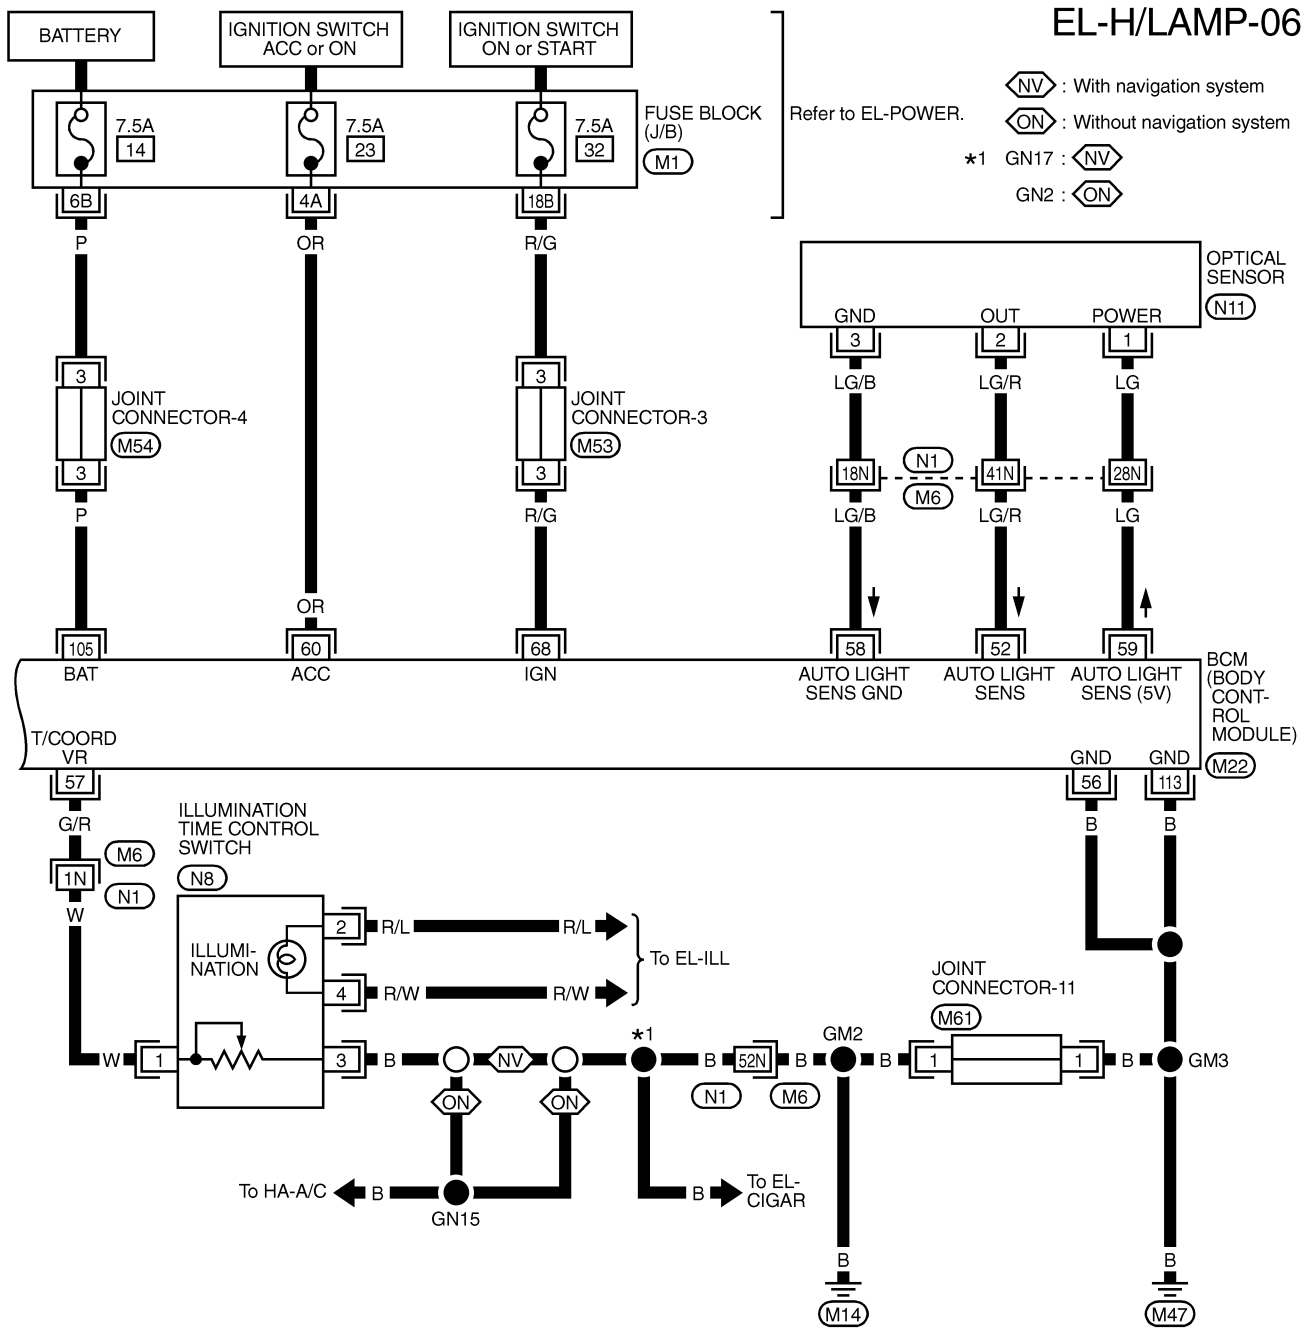 EL-H/LAMP-06
BATTERY
IGNITION SWITCH
ACC or ON
IGNITION SWITCH
ON or START
NV : With navigation system
ON : Without navigation system
*1 GN17 : NV
GN2 : ON
7.5A
14
7.5A
23
7.5A
32
FUSE BLOCK
(J/B)
M1
Refer to EL-POWER.
6B
4A
18B
P
OR
R/G
OPTICAL
SENSOR
N11
GND
OUT
POWER
3
2
1
LG/B
LG/R
LG
3
JOINT
CONNECTOR-4
M54
3
3
JOINT
CONNECTOR-3
M53
3
18N
N1
M6
41N
28N
P
R/G
LG/B
LG/R
LG
OR
105
60
68
58
52
59
BAT
ACC
IGN
AUTO LIGHT
SENS GND
AUTO LIGHT
SENS
AUTO LIGHT
SENS (5V)
BCM
(BODY
CONT-
ROL
MODULE)
M22
T/COORD
VR
GND
GND
57
56
113
G/R
B
B
ILLUMINATION
TIME CONTROL
SWITCH
N8
M6
1N
N1
W
ILLUMI-
NATION
2
R/L
R/L
4
R/W
R/W
To EL-ILL
JOINT
CONNECTOR-11
M61
W
1
3
B
NV
*1
B
52N
B
GM2
B
1
1
B
GM3
N1
M6
ON
ON
To HA-A/C
B
GN15
B
To EL-
CIGAR
B
B
M14
M47